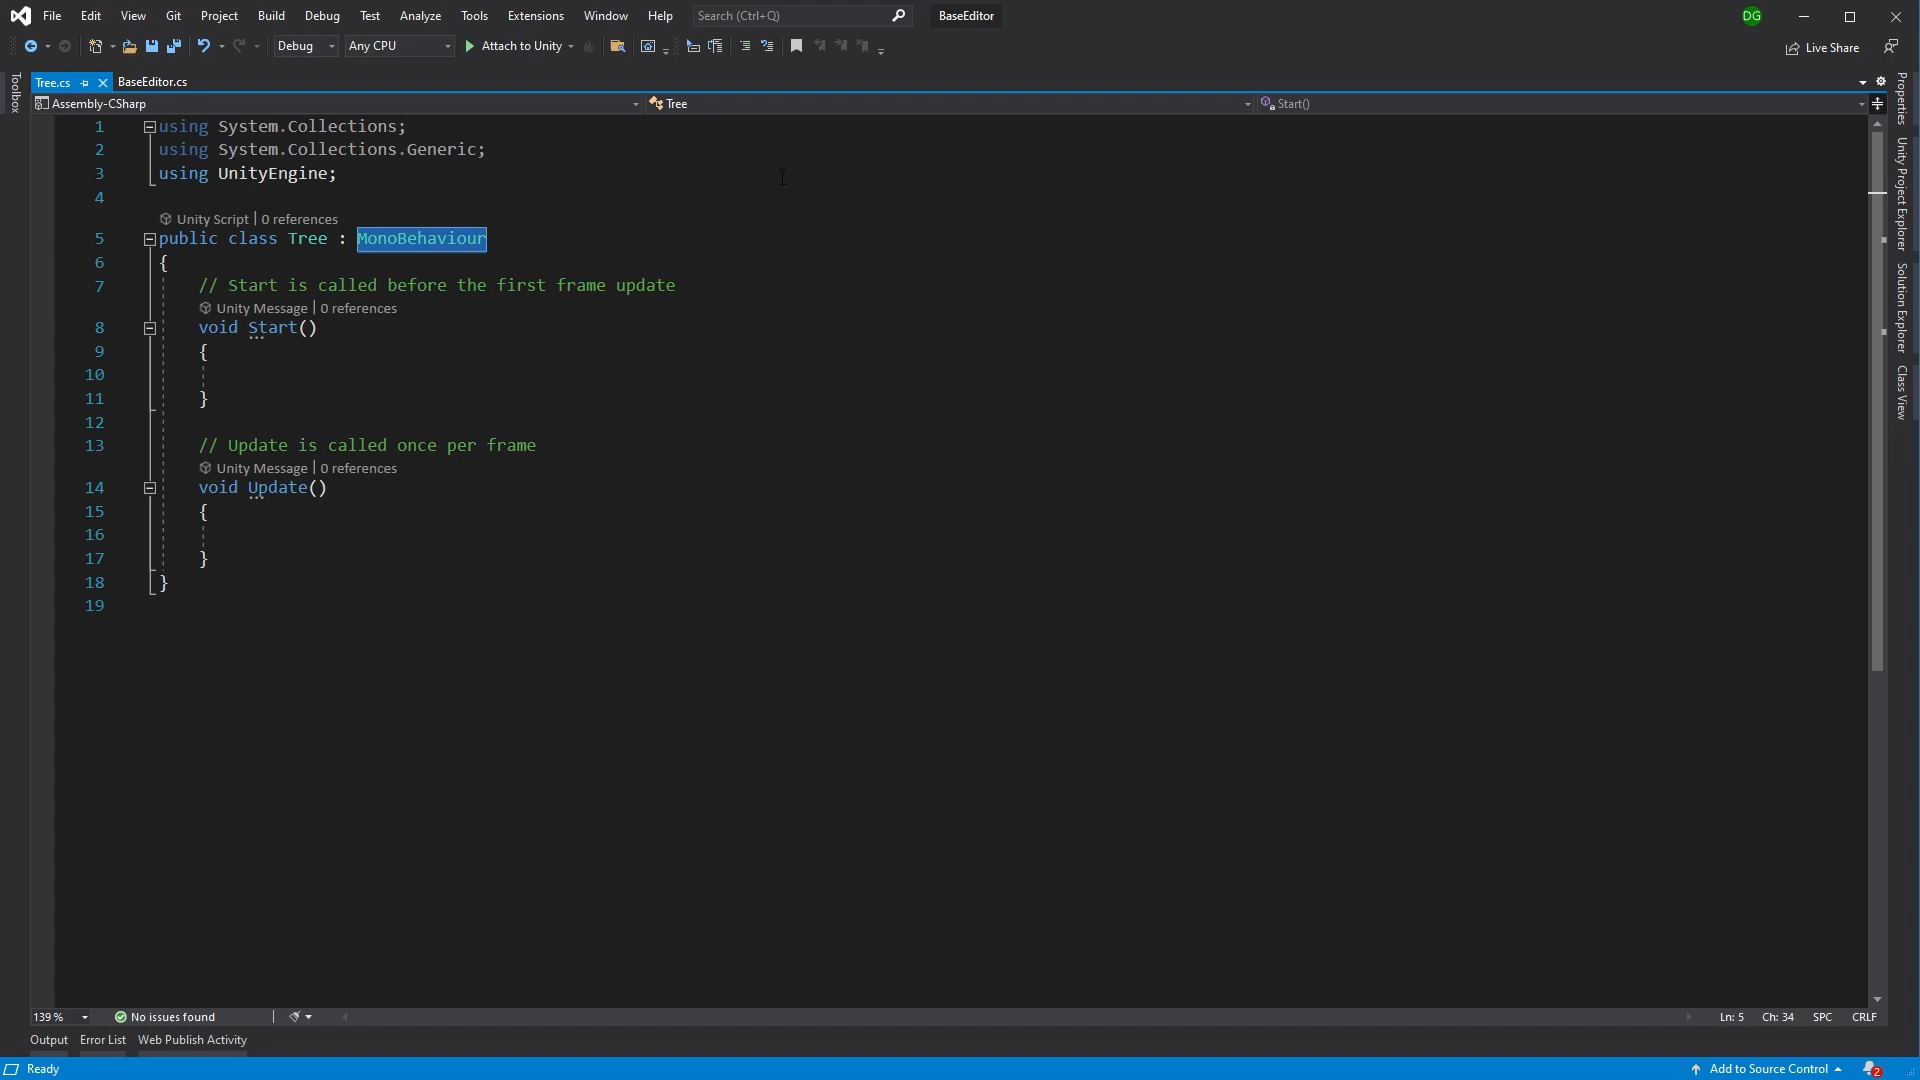 File Edit View Git Project Build Debug Test Analyze Tools Extensions Window Help Search (Ctrl+Q) BaseEditor DG
Debug Any CPU Attach to Unity Live Share
Toolbox
Tree.cs BaseEditor.cs
Assembly-CSharp Tree Start()
1 using System.Collections;
2 using System.Collections.Generic;
3 using UnityEngine;
4
Unity Script | 0 references
5 public class Tree : MonoBehaviour
6 {
7 // Start is called before the first frame update
Unity Message | 0 references
8 void Start()
9 {
10
11 }
12
13 // Update is called once per frame
Unity Message | 0 references
14 void Update()
15 {
16
17 }
18 }
19
Properties
Unity Project Explorer
Solution Explorer
Class View
139 % No issues found Ln: 5 Ch: 34 SPC CRLF
Output Error List Web Publish Activity
Ready Add to Source Control 2